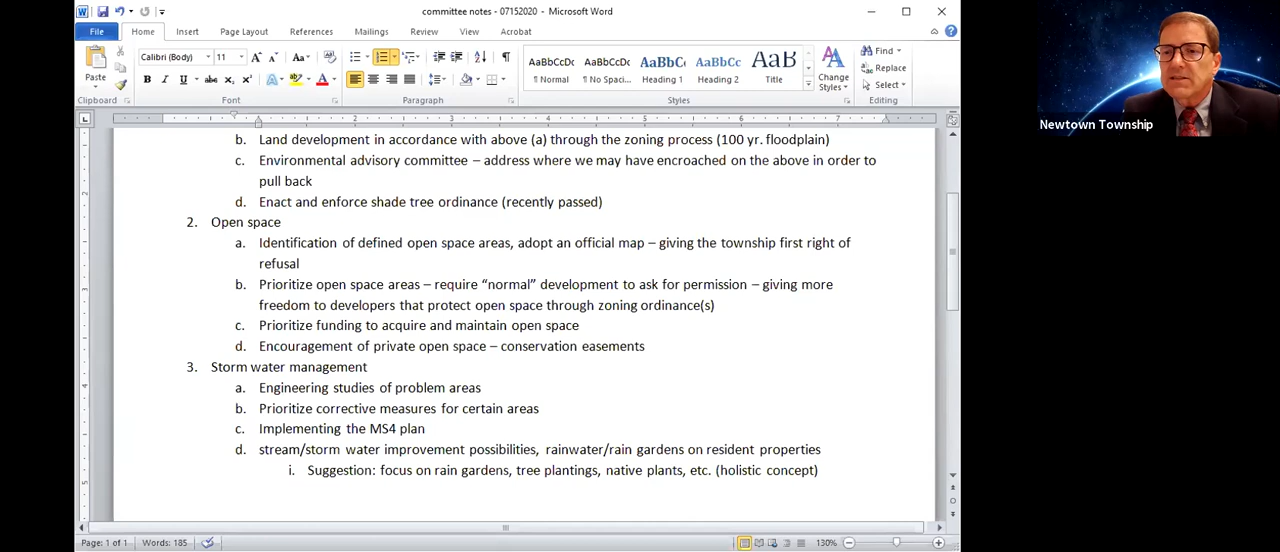 committee notes - 07152020 - Microsoft Word
File Home Insert Page Layout References Mailings Review View Acrobat
Calibri (Body) 11 Find
AaBbCcDc AaBbCcDc AaBbC AaBbCc AaB Replace
Paste Change Styles Select
¶ Normal ¶ No Spaci... Heading 1 Heading 2 Title
Clipboard Font Paragraph Styles Editing
Newtown Township
1 2 3 4 5 6 7
b. Land development in accordance with above (a) through the zoning process (100 yr. floodplain)
c. Environmental advisory committee – address where we may have encroached on the above in order to
pull back
d. Enact and enforce shade tree ordinance (recently passed)
2. Open space
a. Identification of defined open space areas, adopt an official map – giving the township first right of
refusal
b. Prioritize open space areas – require “normal” development to ask for permission – giving more
freedom to developers that protect open space through zoning ordinance(s)
c. Prioritize funding to acquire and maintain open space
d. Encouragement of private open space – conservation easements
3. Storm water management
a. Engineering studies of problem areas
b. Prioritize corrective measures for certain areas
c. Implementing the MS4 plan
d. stream/storm water improvement possibilities, rainwater/rain gardens on resident properties
i. Suggestion: focus on rain gardens, tree plantings, native plants, etc. (holistic concept)
Page: 1 of 1 Words: 185 130%